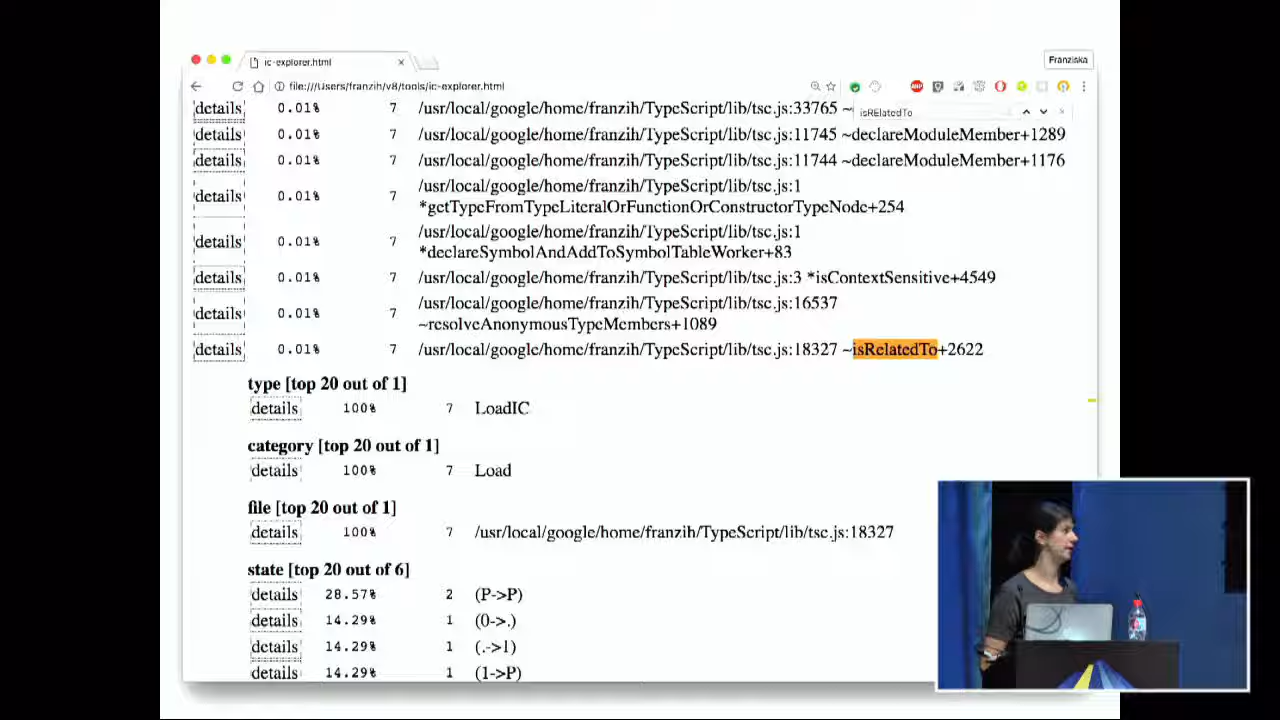 ic-explorer.html
Franziska
file:///Users/franzih/v8/tools/ic-explorer.html
ABP
isRElatedTo
details 0.01% 7 /usr/local/google/home/franzih/TypeScript/lib/tsc.js:33765 ~
details 0.01% 7 /usr/local/google/home/franzih/TypeScript/lib/tsc.js:11745 ~declareModuleMember+1289
details 0.01% 7 /usr/local/google/home/franzih/TypeScript/lib/tsc.js:11744 ~declareModuleMember+1176
details 0.01% 7 /usr/local/google/home/franzih/TypeScript/lib/tsc.js:1
*getTypeFromTypeLiteralOrFunctionOrConstructorTypeNode+254
details 0.01% 7 /usr/local/google/home/franzih/TypeScript/lib/tsc.js:1
*declareSymbolAndAddToSymbolTableWorker+83
details 0.01% 7 /usr/local/google/home/franzih/TypeScript/lib/tsc.js:3 *isContextSensitive+4549
details 0.01% 7 /usr/local/google/home/franzih/TypeScript/lib/tsc.js:16537
~resolveAnonymousTypeMembers+1089
details 0.01% 7 /usr/local/google/home/franzih/TypeScript/lib/tsc.js:18327 ~isRelatedTo+2622
type [top 20 out of 1]
details 100% 7 LoadIC
category [top 20 out of 1]
details 100% 7 Load
file [top 20 out of 1]
details 100% 7 /usr/local/google/home/franzih/TypeScript/lib/tsc.js:18327
state [top 20 out of 6]
details 28.57% 2 (P->P)
details 14.29% 1 (0->.)
details 14.29% 1 (.->1)
details 14.29% 1 (1->P)